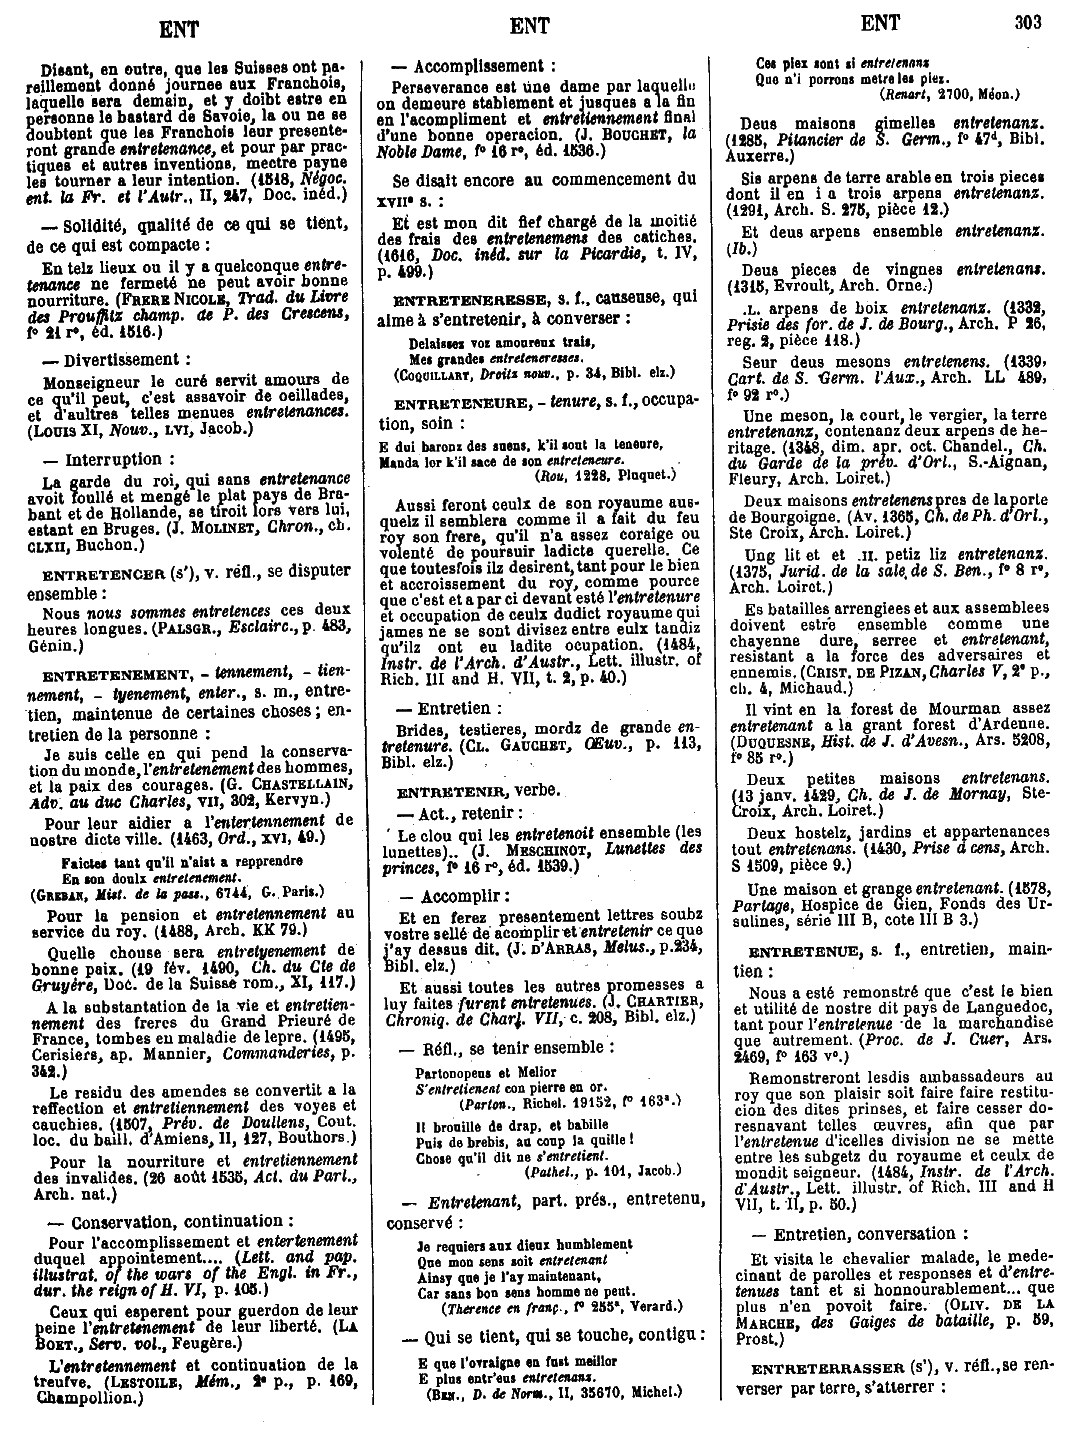 ENT
ENT
ENT 303
Disant, en outre, que les Suisses ont pa-
reillement donné journee aux Franchois,
laquelle sera demain, et y doibt estre en
personne le bastard de Savoie, la ou ne se
doubtent que les Franchois leur presente-
ront grande entretenance, et pour par prac-
tiques et autres inventions, mectre payne
les tourner a leur intention. (1518, Négoc.
ent. la Fr. et l'Autr., II, 247, Doc. inéd.)
— Solidité, qualité de ce qui se tient,
de ce qui est compacte :
En telz lieux ou il y a quelconque entre-
tenance ne fermeté ne peut avoir bonne
nourriture. (FRERE NICOLE, Trad. du Livre
des Prouffitz champ. de P. des Crescens,
f° 21 r°, éd. 1516.)
— Divertissement :
Monseigneur le curé servit amours de
ce qu'il peut, c'est assavoir de oeillades,
et d'aultres telles menues entretenances.
(LOUIS XI, Nouv., LVI, Jacob.)
— Interruption :
La garde du roi, qui sans entretenance
avoit foullé et mengé le plat pays de Bra-
bant et de Hollande, se tiroit lors vers lui,
estant en Bruges. (J. MOLINET, Chron., ch.
CLXII, Buchon.)
ENTRETENCER (s'), v. réfl., se disputer
ensemble :
Nous nous sommes entretences ces deux
heures longues. (PALSGR., Esclairc., p. 483,
Génin.)
ENTRETENEMENT, - tennement, - tien-
nement, - tyenement, enter., s. m., entre-
tien, maintenue de certaines choses ; en-
tretien de la personne :
Je suis celle en qui pend la conserva-
tion du monde, l'entretenement des hommes,
et la paix des courages. (G. CHASTELLAIN,
Adv. au duc Charles, VII, 302, Kervyn.)
Pour leur aidier a l'entertennement de
nostre dicte ville. (1463, Ord., XVI, 49.)
Faictes tant qu'il n'aist a repprendre
En son doulx entretenement.
(GREBAN, Mist. de la pass., 6744, G. Paris.)
Pour la pension et entretennement au
service du roy. (1488, Arch. KK 79.)
Quelle chouse sera entretyenement de
bonne paix. (19 fév. 1490, Ch. du Cte de
Gruyère, Doc. de la Suisse rom., XI, 117.)
A la substantation de la vie et entretien-
nement des freres du Grand Prieuré de
France, tombes en maladie de lepre. (1495,
Cerisiers, ap. Mannier, Commanderies, p.
342.)
Le residu des amendes se convertit a la
reffection et entretiennement des voyes et
cauchies. (1507, Prév. de Doullens, Cout.
loc. du baill. d'Amiens, II, 127, Bouthors.)
Pour la nourriture et entretiennement
des invalides. (26 août 1535, Act. du Parl.,
Arch. nat.)
— Conservation, continuation :
Pour l'accomplissement et entertenement
duquel appointement.... (Lett. and pap.
illustrat. of the wars of the Engl. in Fr.,
dur. the reign of H. VI, p. 105.)
Ceux qui esperent pour guerdon de leur
peine l'entretenement de leur liberté. (LA
BOET., Serv. vol., Feugère.)
L'entretennement et continuation de la
treufve. (LESTOILE, Mém., 2e p., p. 169,
Champollion.)
— Accomplissement :
Perseverance est une dame par laquelle
on demeure stablement et jusques a la fin
en l'acompliment et entretiennement final
d'une bonne operacion. (J. BOUCHET, la
Noble Dame, f° 16 r°, éd. 1536.)
Se disait encore au commencement du
XVIIe s. :
Et est mon dit fief chargé de la moitié
des frais des entretenemens des catiches.
(1616, Doc. inéd. sur la Picardie, t. IV,
p. 499.)
ENTRETENERESSE, s. f., causeuse, qui
aime à s'entretenir, à converser :
Delaissez voz amoureux trais,
Mes grandes entreteneresses.
(COQUILLART, Droitz nouv., p. 34, Bibl. elz.)
ENTRETENEURE, - tenure, s. f., occupa-
tion, soin :
E dui baronz des suens, k'il sout la teneure,
Manda lor k'il sace de son entreteneure.
(Rou, 1228, Pluquet.)
Aussi feront ceulx de son royaume aus-
quelz il semblera comme il a fait du feu
roy son frere, qu'il n'a assez coraige ou
volenté de poursuir ladicte querelle. Ce
que toutesfois ilz desirent, tant pour le bien
et accroissement du roy, comme pource
que c'est et a par ci devant esté l'entretenure
et occupation de ceulx dudict royaume qui
james ne se sont divisez entre eulx tandiz
qu'ilz ont eu ladite ocupation. (1484,
Instr. de l'Arch. d'Austr., Lett. illustr. of
Rich. III and H. VII, t. 2, p. 40.)
— Entretien :
Brides, testieres, mordz de grande en-
tretenure. (CL. GAUCHET, Œuv., p. 113,
Bibl. elz.)
ENTRETENIR, verbe.
— Act., retenir :
Le clou qui les entretenoit ensemble (les
lunettes).. (J. MESCHINOT, Lunettes des
princes, f° 16 r°, éd. 1539.)
— Accomplir :
Et en ferez presentement lettres soubz
vostre sellé de acomplir et entretenir ce que
j'ay dessus dit. (J. D'ARRAS, Melus., p. 234,
Bibl. elz.)
Et aussi toutes les autres promesses a
luy faites furent entretenues. (J. CHARTIER,
Chroniq. de Charl. VII, c. 208, Bibl. elz.)
— Réfl., se tenir ensemble :
Partonopeus et Melior
S'entretienent con pierre en or.
(Parton., Richel. 19152, f° 163a.)
Il brouille de drap, et babille
Puis de brebis, au coup la quille !
Chose qu'il dit ne s'entretient.
(Pathel., p. 101, Jacob.)
— Entretenant, part. prés., entretenu,
conservé :
Je requiers aux dieux humblement
Que mon sens soit entretenant
Ainsy que je l'ay maintenant,
Car sans bon sens homme ne peut.
(Therence en franç., f° 255a, Verard.)
— Qui se tient, qui se touche, contigu :
E que l'ovraigne en fust meillor
E plus entr'eus entretenanz.
(BEN., D. de Norm., II, 35670, Michel.)
Ces piex sont si entretenanz
Que n'i porrons metre les piez.
(Renart, 2700, Méon.)
Deus maisons gimelles entretenanz.
(1285, Pitancier de S. Germ., f° 47d, Bibl.
Auxerre.)
Sis arpens de terre arable en trois pieces
dont il en i a trois arpens entretenanz.
(1291, Arch. S. 275, pièce 12.)
Et deus arpens ensemble entretenanz.
(Ib.)
Deus pieces de vingnes entretenans.
(1315, Evroult, Arch. Orne.)
.L. arpens de boix entretenanz. (1332,
Prisie des for. de J. de Bourg., Arch. P 26,
reg. 2, pièce 118.)
Seur deus mesons entretenens. (1339,
Cart. de S. Germ. l'Aux., Arch. LL 489,
f° 92 r°.)
Une meson, la court, le vergier, la terre
entretenanz, contenanz deux arpens de he-
ritage. (1348, dim. apr. oct. Chandel., Ch.
du Garde de la prév. d'Orl., S.-Aignan,
Fleury, Arch. Loiret.)
Deux maisons entretenens pres de la porte
de Bourgoigne. (Av. 1365, Ch. de Ph. d'Orl.,
Ste Croix, Arch. Loiret.)
Ung lit et et .II. petiz liz entretenanz.
(1375, Jurid. de la sale de S. Ben., f° 8 r°,
Arch. Loiret.)
Es batailles arrengiees et aux assemblees
doivent estre ensemble comme une
chayenne dure, serree et entretenant,
resistant a la force des adversaires et
ennemis. (CRIST. DE PIZAN, Charles V, 2e p.,
ch. 4, Michaud.)
Il vint en la forest de Mourman assez
entretenant a la grant forest d'Ardenne.
(DUQUESNE, Hist. de J. d'Avesn., Ars. 5208,
f° 85 r°.)
Deux petites maisons entretenans.
(13 janv. 1429, Ch. de J. de Mornay, Ste-
Croix, Arch. Loiret.)
Deux hostelz, jardins et appartenances
tout entretenans. (1430, Prise a cens, Arch.
S 1509, pièce 9.)
Une maison et grange entretenant. (1578,
Partage, Hospice de Gien, Fonds des Ur-
sulines, série III B, cote III B 3.)
ENTRETENUE, s. f., entretien, main-
tien :
Nous a esté remonstré que c'est le bien
et utilité de nostre dit pays de Languedoc,
tant pour l'entretenue de la marchandise
que autrement. (Proc. de J. Cuer, Ars.
2469, f° 163 v°.)
Remonstreront lesdis ambassadeurs au
roy que son plaisir soit faire faire restitu-
cion des dites prinses, et faire cesser do-
resnavant telles œuvres, afin que par
l'entretenue d'icelles division ne se mette
entre les subgetz du royaume et ceulx de
mondit seigneur. (1484, Instr. de l'Arch.
d'Austr., Lett. illustr. of Rich. III and H
VII, t. II, p. 50.)
— Entretien, conversation :
Et visita le chevalier malade, le mede-
cinant de parolles et responses et d'entre-
tenues tant et si honnourablement... que
plus n'en povoit faire. (OLIV. DE LA
MARCHE, des Gaiges de bataille, p. 59,
Prost.)
ENTRETERRASSER (s'), v. réfl., se ren-
verser par terre, s'atterrer :